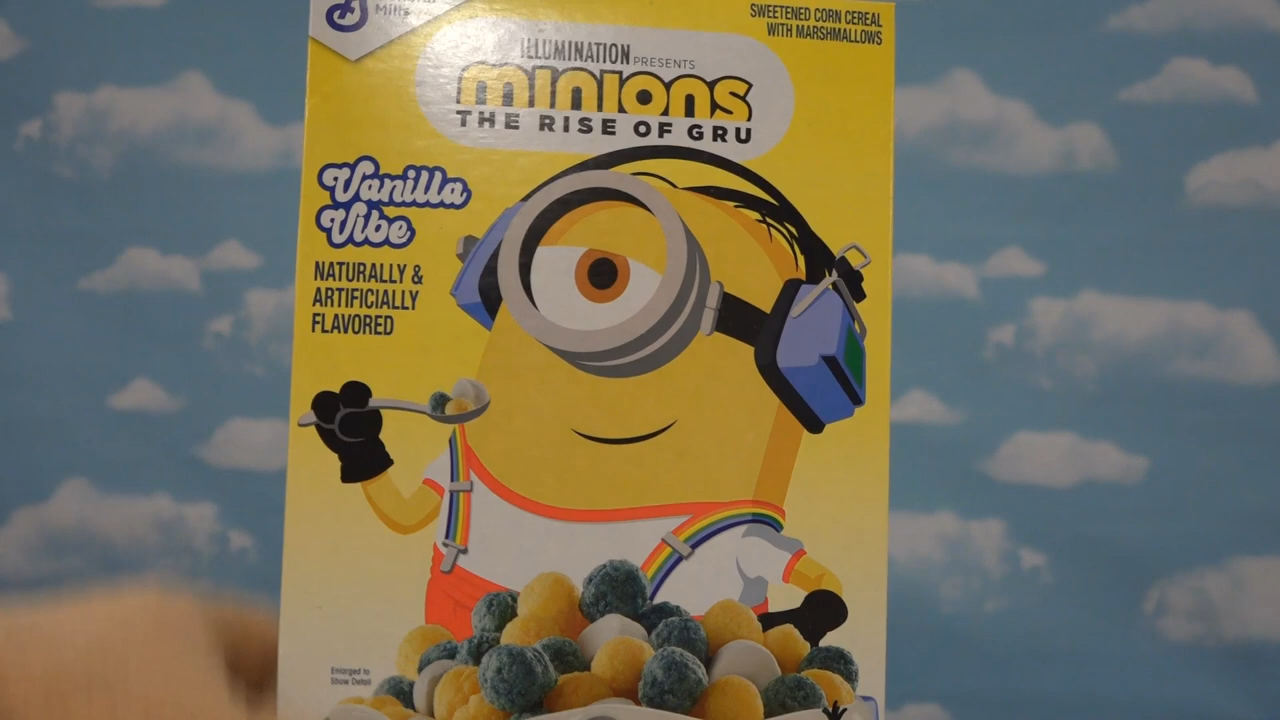 Mills
SWEETENED CORN CEREAL
WITH MARSHMALLOWS
ILLUMINATION PRESENTS
minions
THE RISE OF GRU
Vanilla
Vibe
NATURALLY &
ARTIFICIALLY
FLAVORED
Enlarged to
Show Detail